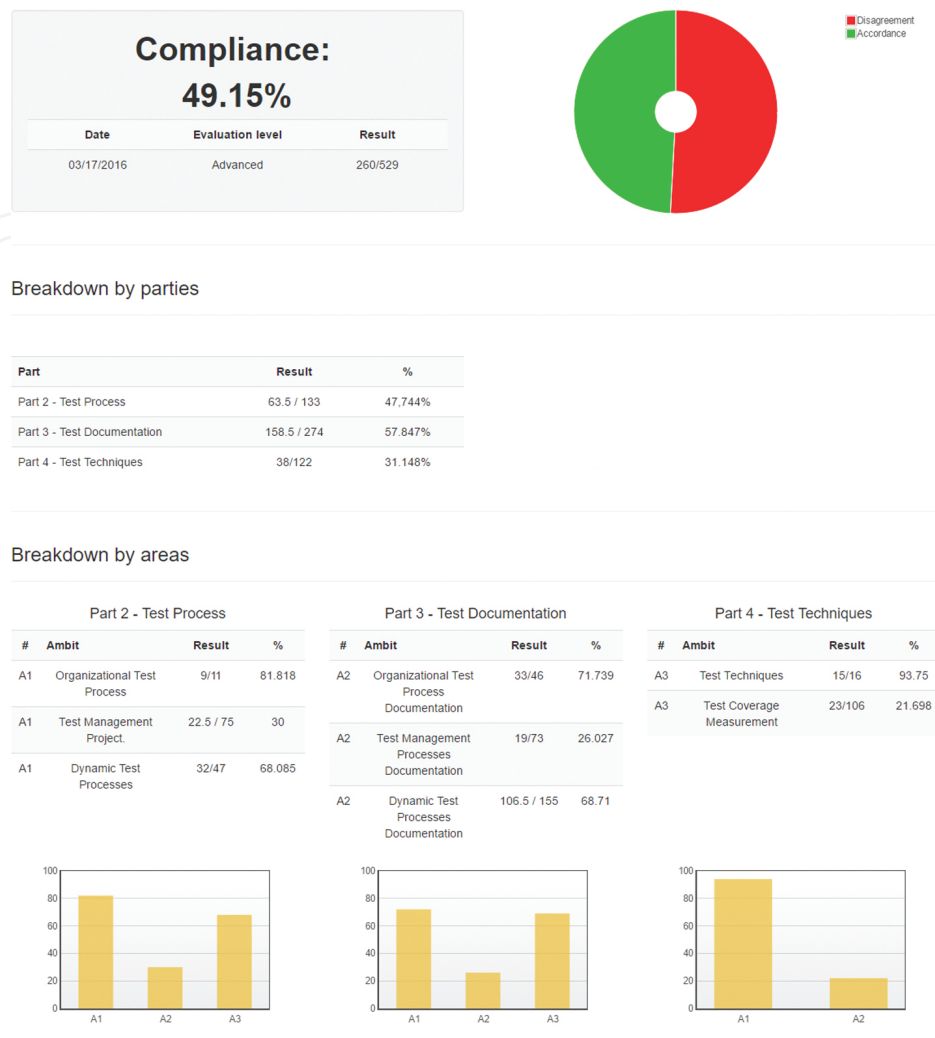 Compliance:
49.15%
Date Evaluation level Result
03/17/2016 Advanced 260/529
Disagreement
Accordance
Breakdown by parties
Part Result %
Part 2 - Test Process 63.5 / 133 47,744%
Part 3 - Test Documentation 158.5 / 274 57.847%
Part 4 - Test Techniques 38/122 31.148%
Breakdown by areas
Part 2 - Test Process
# Ambit Result %
A1 Organizational Test 9/11 81.818
Process
A1 Test Management 22.5 / 75 30
Project.
A1 Dynamic Test 32/47 68.085
Processes
Part 3 - Test Documentation
# Ambit Result %
A2 Organizational Test 33/46 71.739
Process
Documentation
A2 Test Management 19/73 26.027
Processes
Documentation
A2 Dynamic Test 106.5 / 155 68.71
Processes
Documentation
Part 4 - Test Techniques
# Ambit Result %
A3 Test Techniques 15/16 93.75
A3 Test Coverage 23/106 21.698
Measurement
100
80
60
40
20
0
A1 A2 A3
100
80
60
40
20
0
A1 A2 A3
100
80
60
40
20
0
A1 A2